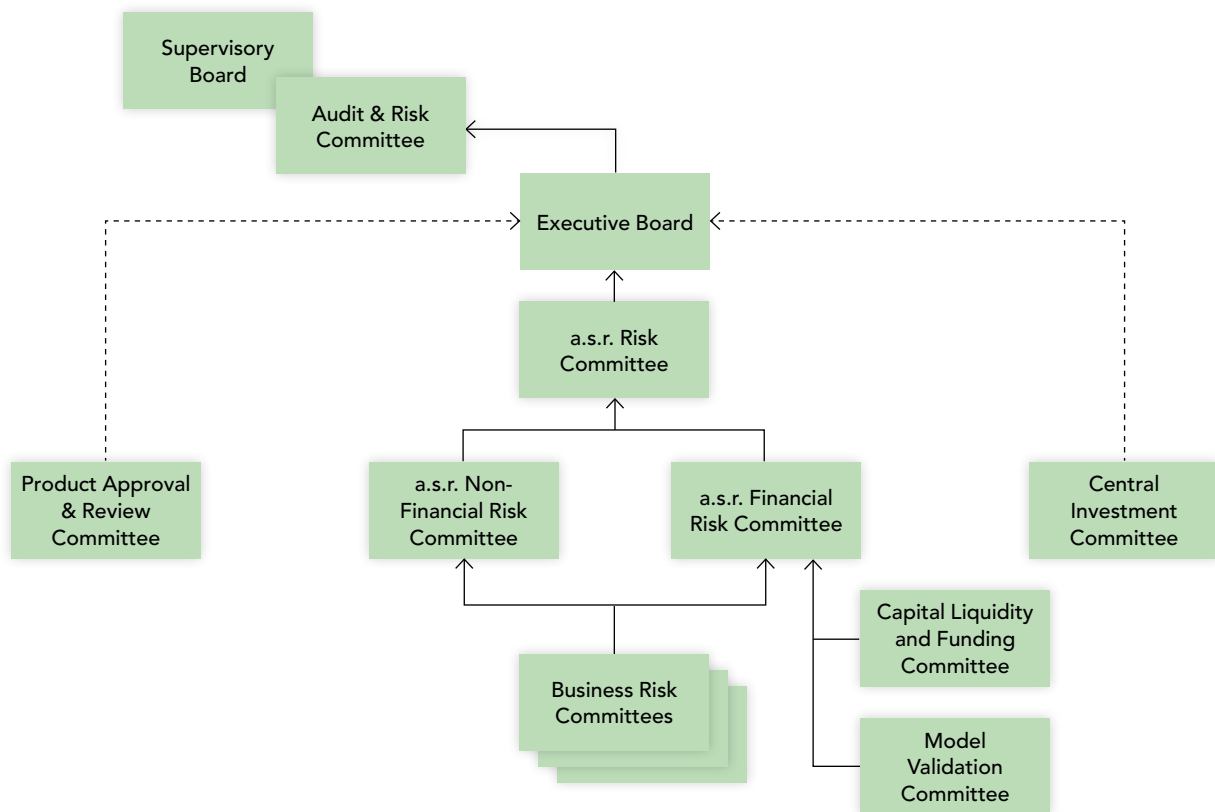 Supervisory
Board
Audit & Risk
Committee
Executive Board
a.s.r. Risk
Committee
Product Approval
& Review
Committee
a.s.r. Non-
Financial Risk
Committee
a.s.r. Financial
Risk Committee
Central
Investment
Committee
Capital Liquidity
and Funding
Committee
Business Risk
Committees
Model
Validation
Committee